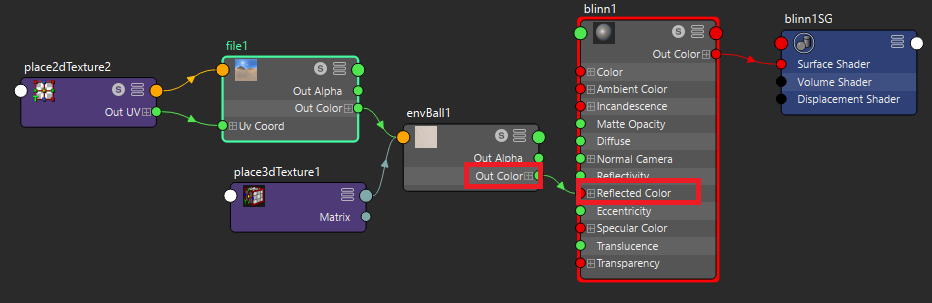 place2dTexture2
Out UV
file1
Out Alpha
Out Color
Uv Coord
place3dTexture1
Matrix
envBall1
Out Alpha
Out Color
blinn1
Out Color
Color
Ambient Color
Incandescence
Matte Opacity
Diffuse
Normal Camera
Reflectivity
Reflected Color
Eccentricity
Specular Color
Translucence
Transparency
blinn1SG
Surface Shader
Volume Shader
Displacement Shader